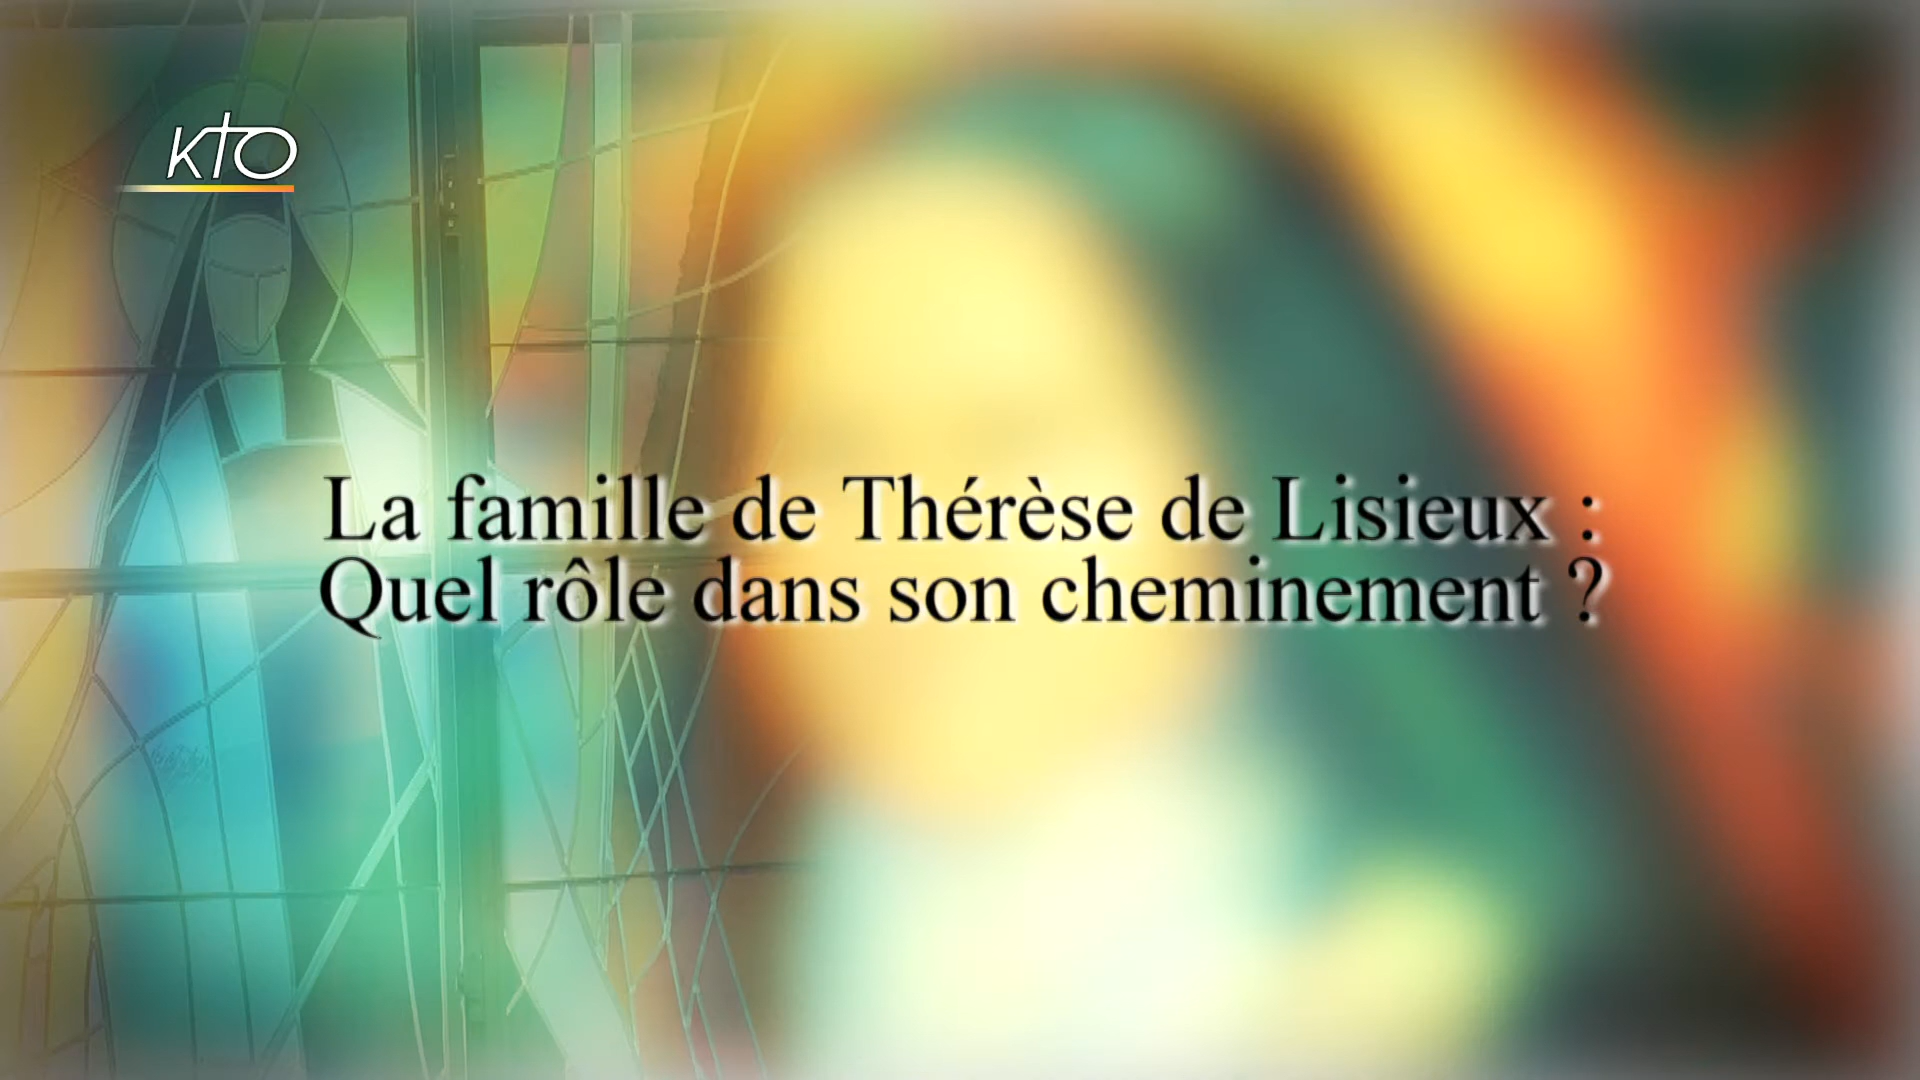 KTO
La famille de Thérèse de Lisieux :
Quel rôle dans son cheminement ?